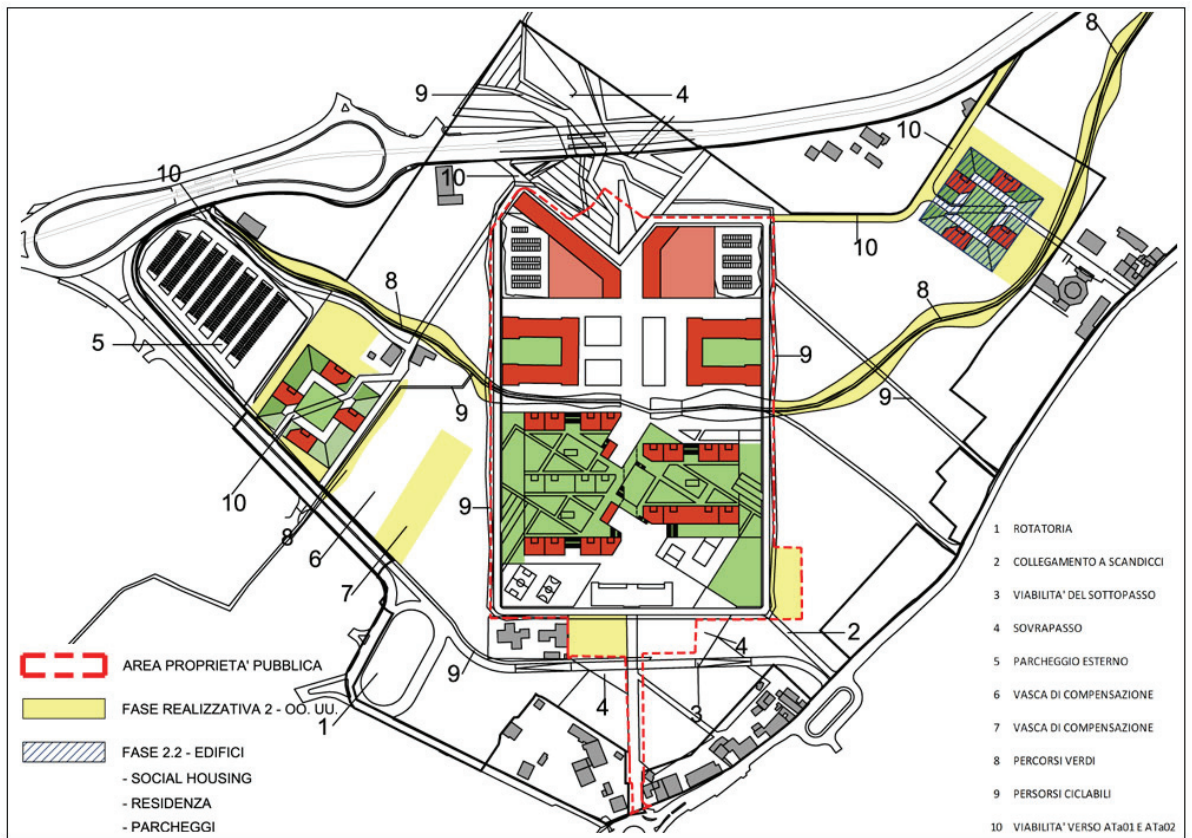 8
9
4
10
10
10
10
8
8
5
9
9
9
10
9
8
6
7
4
2
9
4
3
1
AREA PROPRIETA' PUBBLICA
FASE REALIZZATIVA 2 - OO. UU.
FASE 2.2 - EDIFICI
- SOCIAL HOUSING
- RESIDENZA
- PARCHEGGI
1 ROTATORIA
2 COLLEGAMENTO A SCANDICCI
3 VIABILITA' DEL SOTTOPASSO
4 SOVRAPASSO
5 PARCHEGGIO ESTERNO
6 VASCA DI COMPENSAZIONE
7 VASCA DI COMPENSAZIONE
8 PERCORSI VERDI
9 PERSORSI CICLABILI
10 VIABILITA' VERSO ATa01 E ATa02